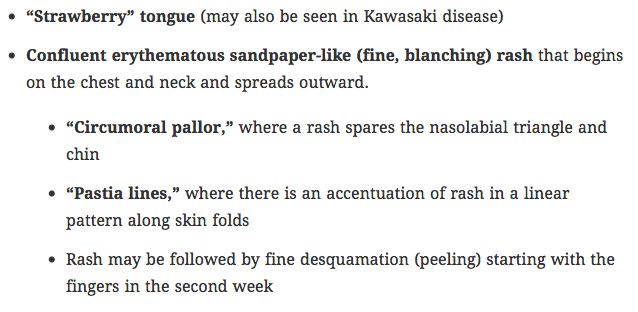 • “Strawberry” tongue (may also be seen in Kawasaki disease)
• Confluent erythematous sandpaper-like (fine, blanching) rash that begins
on the chest and neck and spreads outward.
• “Circumoral pallor,” where a rash spares the nasolabial triangle and
chin
• “Pastia lines,” where there is an accentuation of rash in a linear
pattern along skin folds
• Rash may be followed by fine desquamation (peeling) starting with the
fingers in the second week